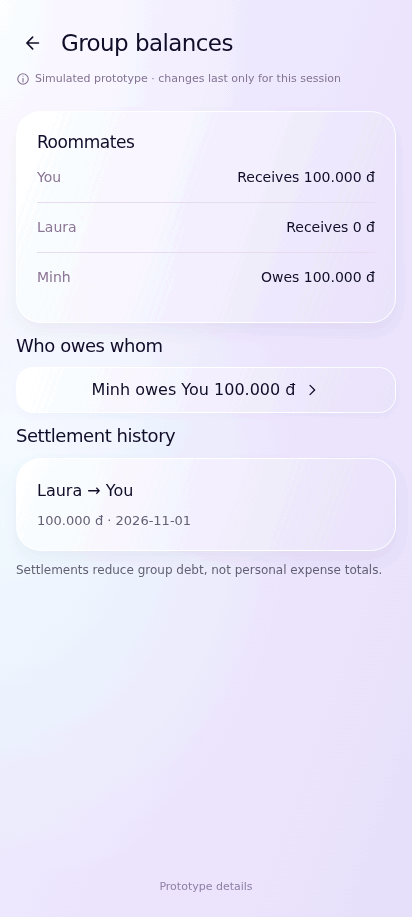 Group balances
Simulated prototype · changes last only for this session
Roommates
You Receives 100.000 đ
Laura Receives 0 đ
Minh Owes 100.000 đ
Who owes whom
Minh owes You 100.000 đ
Settlement history
Laura → You
100.000 đ · 2026-11-01
Settlements reduce group debt, not personal expense totals.
Prototype details